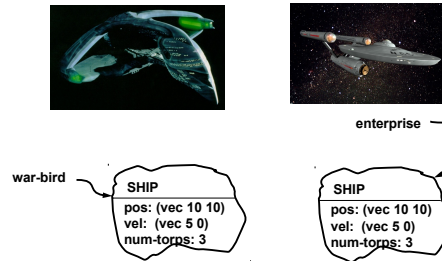 enterprise
war-bird
SHIP
pos: (vec 10 10)
vel: (vec 5 0)
num-torps: 3
SHIP
pos: (vec 10 10)
vel: (vec 5 0)
num-torps: 3